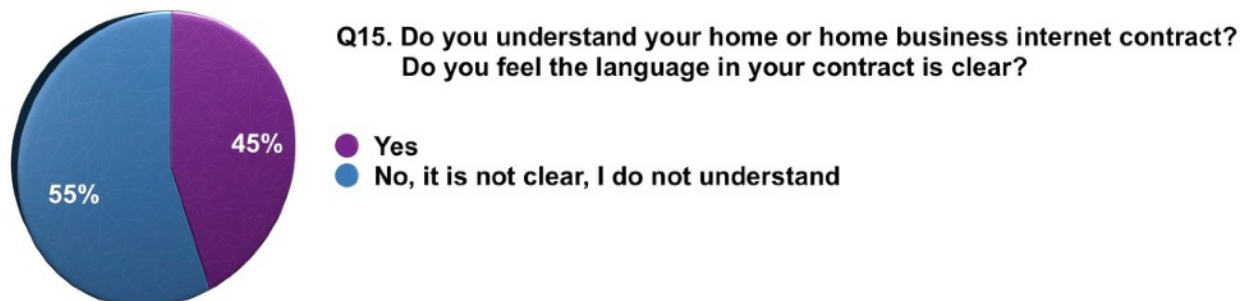 Q15. Do you understand your home or home business internet contract?
Do you feel the language in your contract is clear?
45%
Yes
No, it is not clear, I do not understand
55%